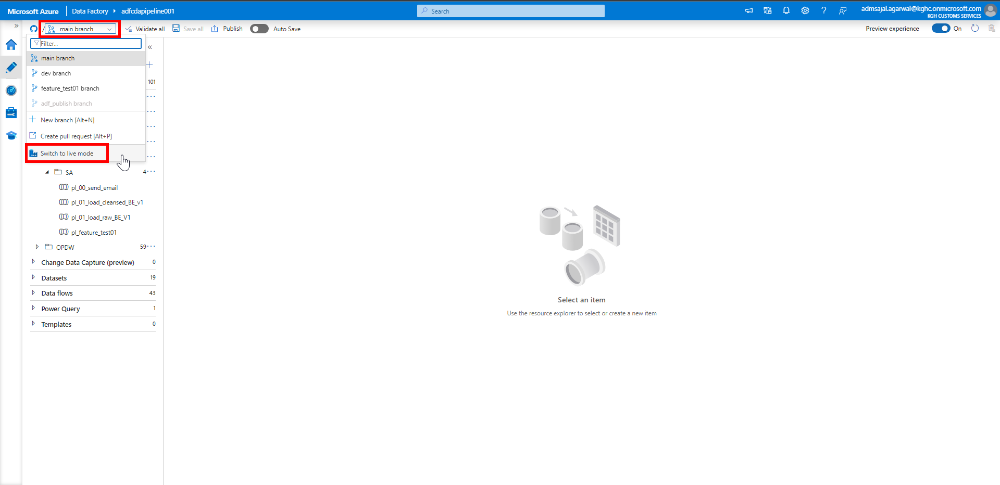 Microsoft Azure
Data Factory
adfcdapipeline001
Search
admsajal.agarwal@kghc.onmicrosoft.com
KGH CUSTOMS SERVICES
main branch
Validate all
Save all
Publish
Auto Save
Preview experience
On
Filter...
main branch
dev branch
101
feature_test01 branch
adf_publish branch
New branch [Alt+N]
Create pull request [Alt+P]
Switch to live mode
SA 4
pl_00_send_email
pl_01_load_cleansed_BE_v1
pl_01_load_raw_BE_V1
pl_feature_test01
OPDW 59
Change Data Capture (preview) 0
Datasets 19
Data flows 43
Power Query 1
Templates 0
Select an item
Use the resource explorer to select or create a new item